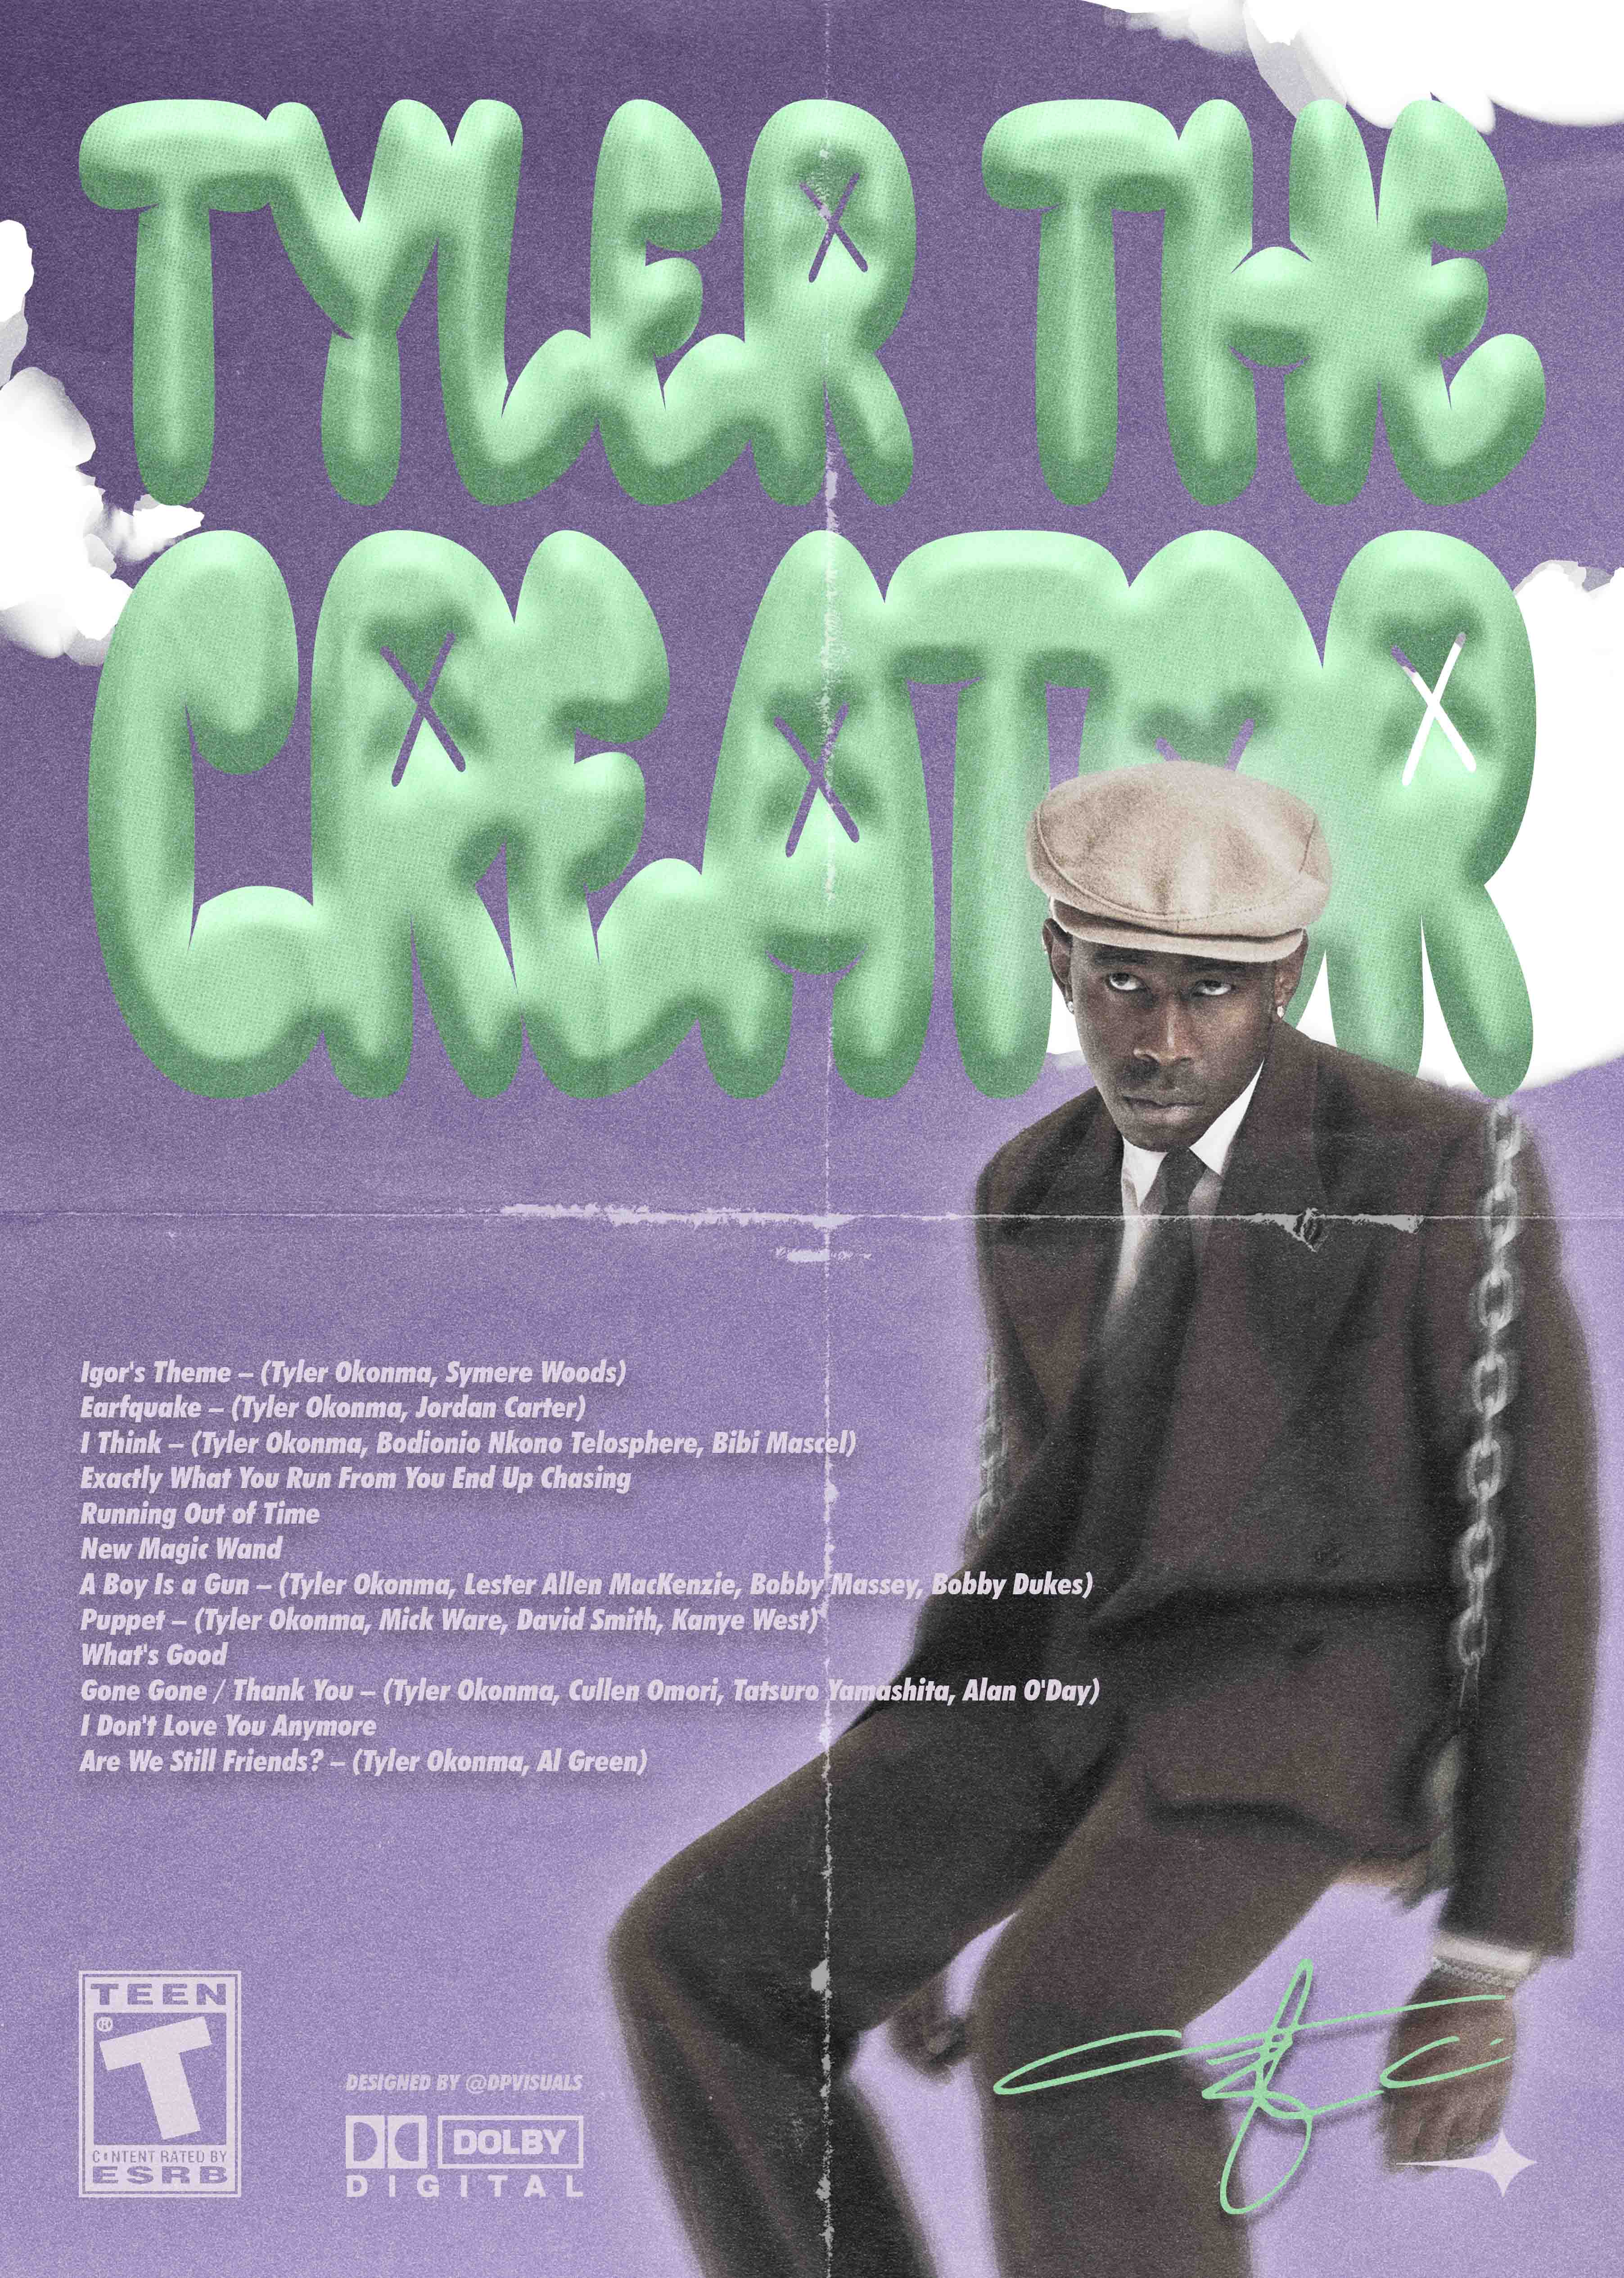 TYLER THE
CREATOR
Igor's Theme – (Tyler Okonma, Symere Woods)
Earfquake – (Tyler Okonma, Jordan Carter)
I Think – (Tyler Okonma, Bodionio Nkono Telosphere, Bibi Mascel)
Exactly What You Run From You End Up Chasing
Running Out of Time
New Magic Wand
A Boy Is a Gun – (Tyler Okonma, Lester Allen MacKenzie, Bobby Massey, Bobby Dukes)
Puppet – (Tyler Okonma, Mick Ware, David Smith, Kanye West)
What's Good
Gone Gone / Thank You – (Tyler Okonma, Cullen Omori, Tatsuro Yamashita, Alan O'Day)
I Don't Love You Anymore
Are We Still Friends? – (Tyler Okonma, Al Green)
TEEN
®
T
CONTENT RATED BY
ESRB
DESIGNED BY @DPVISUALS
DOLBY
DIGITAL